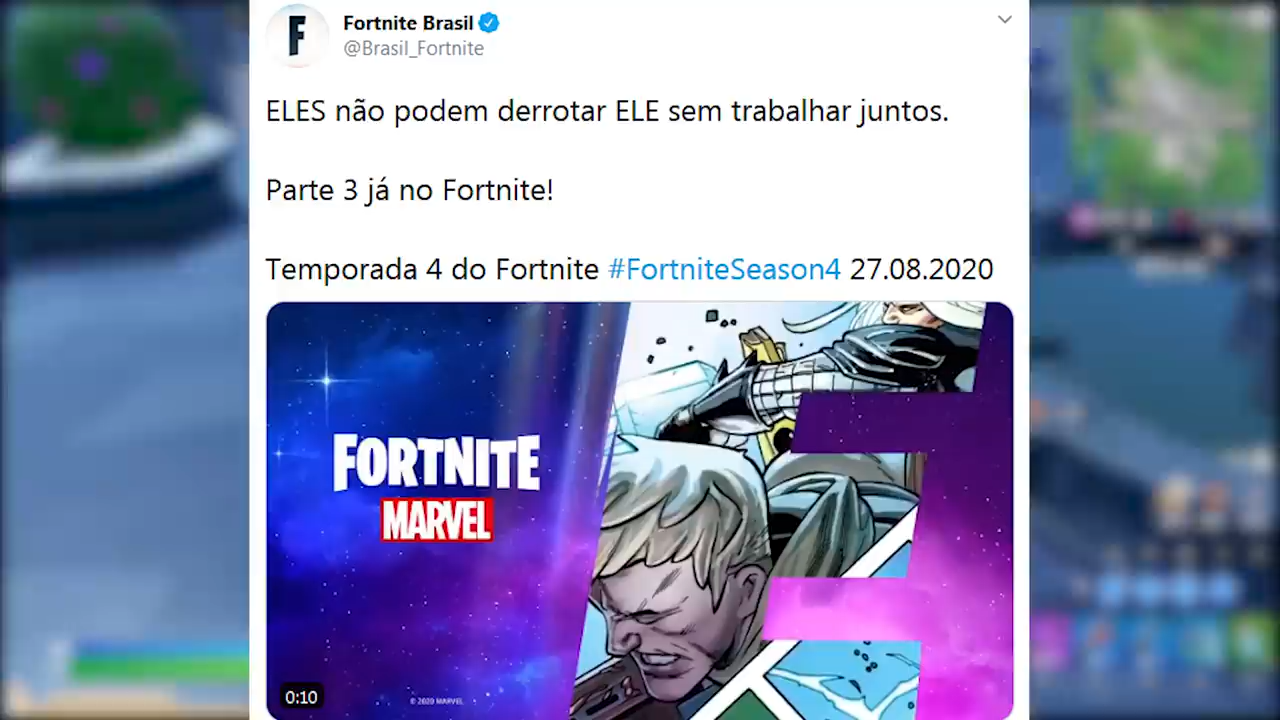 F
Fortnite Brasil
@Brasil_Fortnite
ELES não podem derrotar ELE sem trabalhar juntos.
Parte 3 já no Fortnite!
Temporada 4 do Fortnite #FortniteSeason4 27.08.2020
FORTNITE
MARVEL
0:10
© 2020 MARVEL